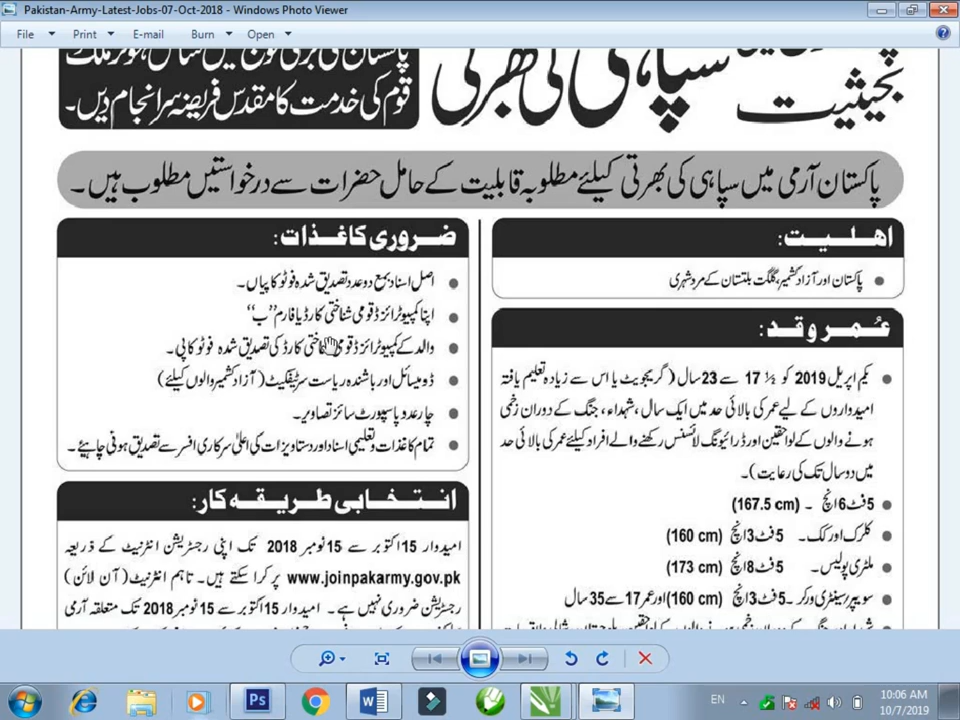 Pakistan-Army-Latest-Jobs-07-Oct-2018 - Windows Photo Viewer
File Print E-mail Burn Open
بحیثیت
سپاہی کی بھرتی
قوم کی خدمت کا مقدس فریضہ سرانجام دیں۔
پاکستان آرمی میں سپاہی کی بھرتی کیلئے مطلوبہ قابلیت کے حامل حضرات سے درخواستیں مطلوب ہیں۔
اھلیت:
پاکستان اور آزاد کشمیر، گلگت بلتستان کے مرد شہری
عُمر و قد:
یکم اپریل 2019 کو ½ 17 سے 23 سال (گریجویٹ یا اس سے زیادہ تعلیم یافتہ
امیدواروں کے لیے عمر کی بالائی حد میں ایک سال، شہداء، جنگ کے دوران زخمی
ہونے والوں کے لواحقین اور ڈرائیونگ لائسنس رکھنے والے افراد کیلئے عمر کی بالائی حد
میں دو سال تک کی رعایت)۔
5 فٹ 6 انچ ۔ (167.5 cm)
کلرک اور کک۔ 5 فٹ 3 انچ (160 cm)
ملٹری پولیس۔ 5 فٹ 8 انچ (173 cm)
سویپر/سینٹری ورکر۔ 5 فٹ 3 انچ (160 cm) اور عمر 17 سے 35 سال
ضروری کاغذات:
اصل اسناد بمع دو عدد تصدیق شدہ فوٹو کاپیاں۔
اپنا کمپیوٹرائزڈ قومی شناختی کارڈ یا فارم "ب"
والد کے کمپیوٹرائزڈ قومی شناختی کارڈ کی تصدیق شدہ فوٹو کاپی۔
ڈومیسائل اور باشندہ ریاست سرٹیفکیٹ (آزاد کشمیر والوں کیلئے)
چار عدد پاسپورٹ سائز تصاویر۔
تمام کاغذات و تعلیمی اسناد اور دستاویزات کی اعلیٰ سرکاری افسر سے تصدیق ہونی چاہیئے۔
انتخابی طریقہ کار:
امیدوار 15 اکتوبر سے 15 نومبر 2018 تک اپنی رجسٹریشن انٹرنیٹ کے ذریعہ
www.joinpakarmy.gov.pk پر کرا سکتے ہیں۔ تاہم انٹرنیٹ (آن لائن)
رجسٹریشن ضروری نہیں ہے۔ امیدوار 15 اکتوبر سے 15 نومبر 2018 تک متعلقہ آرمی
EN
10:06 AM
10/7/2019